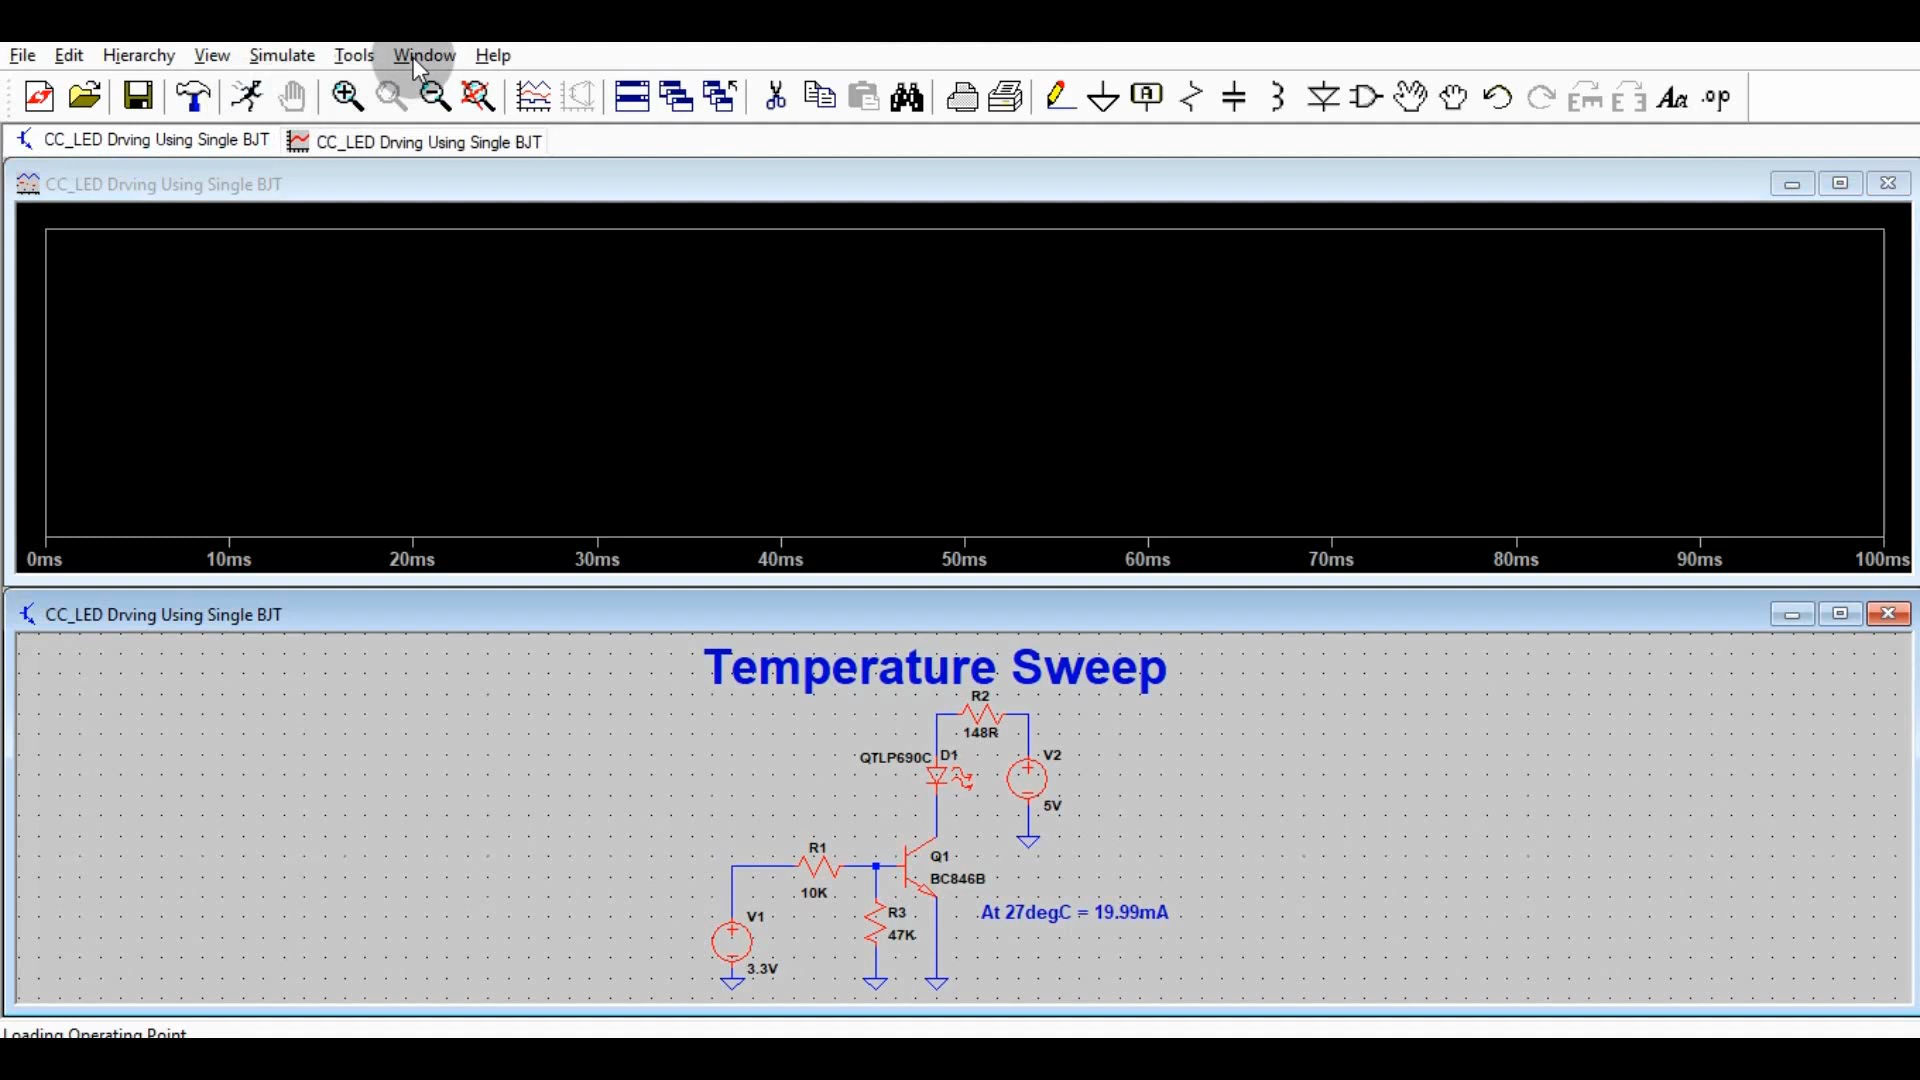 File Edit Hierarchy View Simulate Tools Window Help
A Aa .op
CC_LED Drving Using Single BJT CC_LED Drving Using Single BJT
CC_LED Drving Using Single BJT
0ms 10ms 20ms 30ms 40ms 50ms 60ms 70ms 80ms 90ms 100ms
CC_LED Drving Using Single BJT
Temperature Sweep
R2
148R
QTLP690C D1 V2
5V
R1 Q1
BC846B
10K
V1 R3 At 27degC = 19.99mA
47K
3.3V
Loading Operating Point